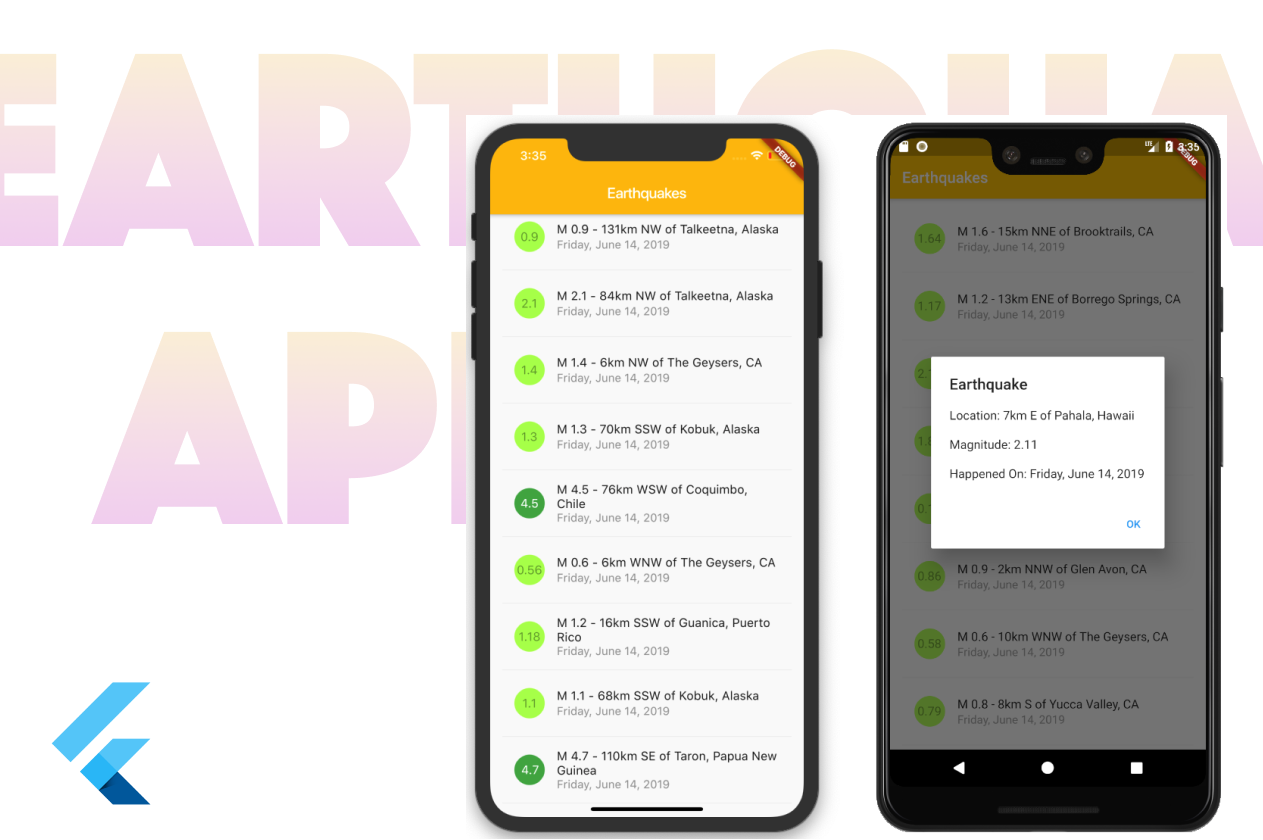 EARTHQUA
AP
3:35
DEBUG
Earthquakes
0.9
M 0.9 - 131km NW of Talkeetna, Alaska
Friday, June 14, 2019
2.1
M 2.1 - 84km NW of Talkeetna, Alaska
Friday, June 14, 2019
1.4
M 1.4 - 6km NW of The Geysers, CA
Friday, June 14, 2019
1.3
M 1.3 - 70km SSW of Kobuk, Alaska
Friday, June 14, 2019
4.5
M 4.5 - 76km WSW of Coquimbo,
Chile
Friday, June 14, 2019
0.56
M 0.6 - 6km WNW of The Geysers, CA
Friday, June 14, 2019
1.18
M 1.2 - 16km SSW of Guanica, Puerto
Rico
Friday, June 14, 2019
1.1
M 1.1 - 68km SSW of Kobuk, Alaska
Friday, June 14, 2019
4.7
M 4.7 - 110km SE of Taron, Papua New
Guinea
Friday, June 14, 2019
LTE 3:35
DEBUG
Earthquakes
1.64
M 1.6 - 15km NNE of Brooktrails, CA
Friday, June 14, 2019
1.17
M 1.2 - 13km ENE of Borrego Springs, CA
Friday, June 14, 2019
Earthquake
Location: 7km E of Pahala, Hawaii
Magnitude: 2.11
Happened On: Friday, June 14, 2019
OK
0.86
M 0.9 - 2km NNW of Glen Avon, CA
Friday, June 14, 2019
0.58
M 0.6 - 10km WNW of The Geysers, CA
Friday, June 14, 2019
0.79
M 0.8 - 8km S of Yucca Valley, CA
Friday, June 14, 2019